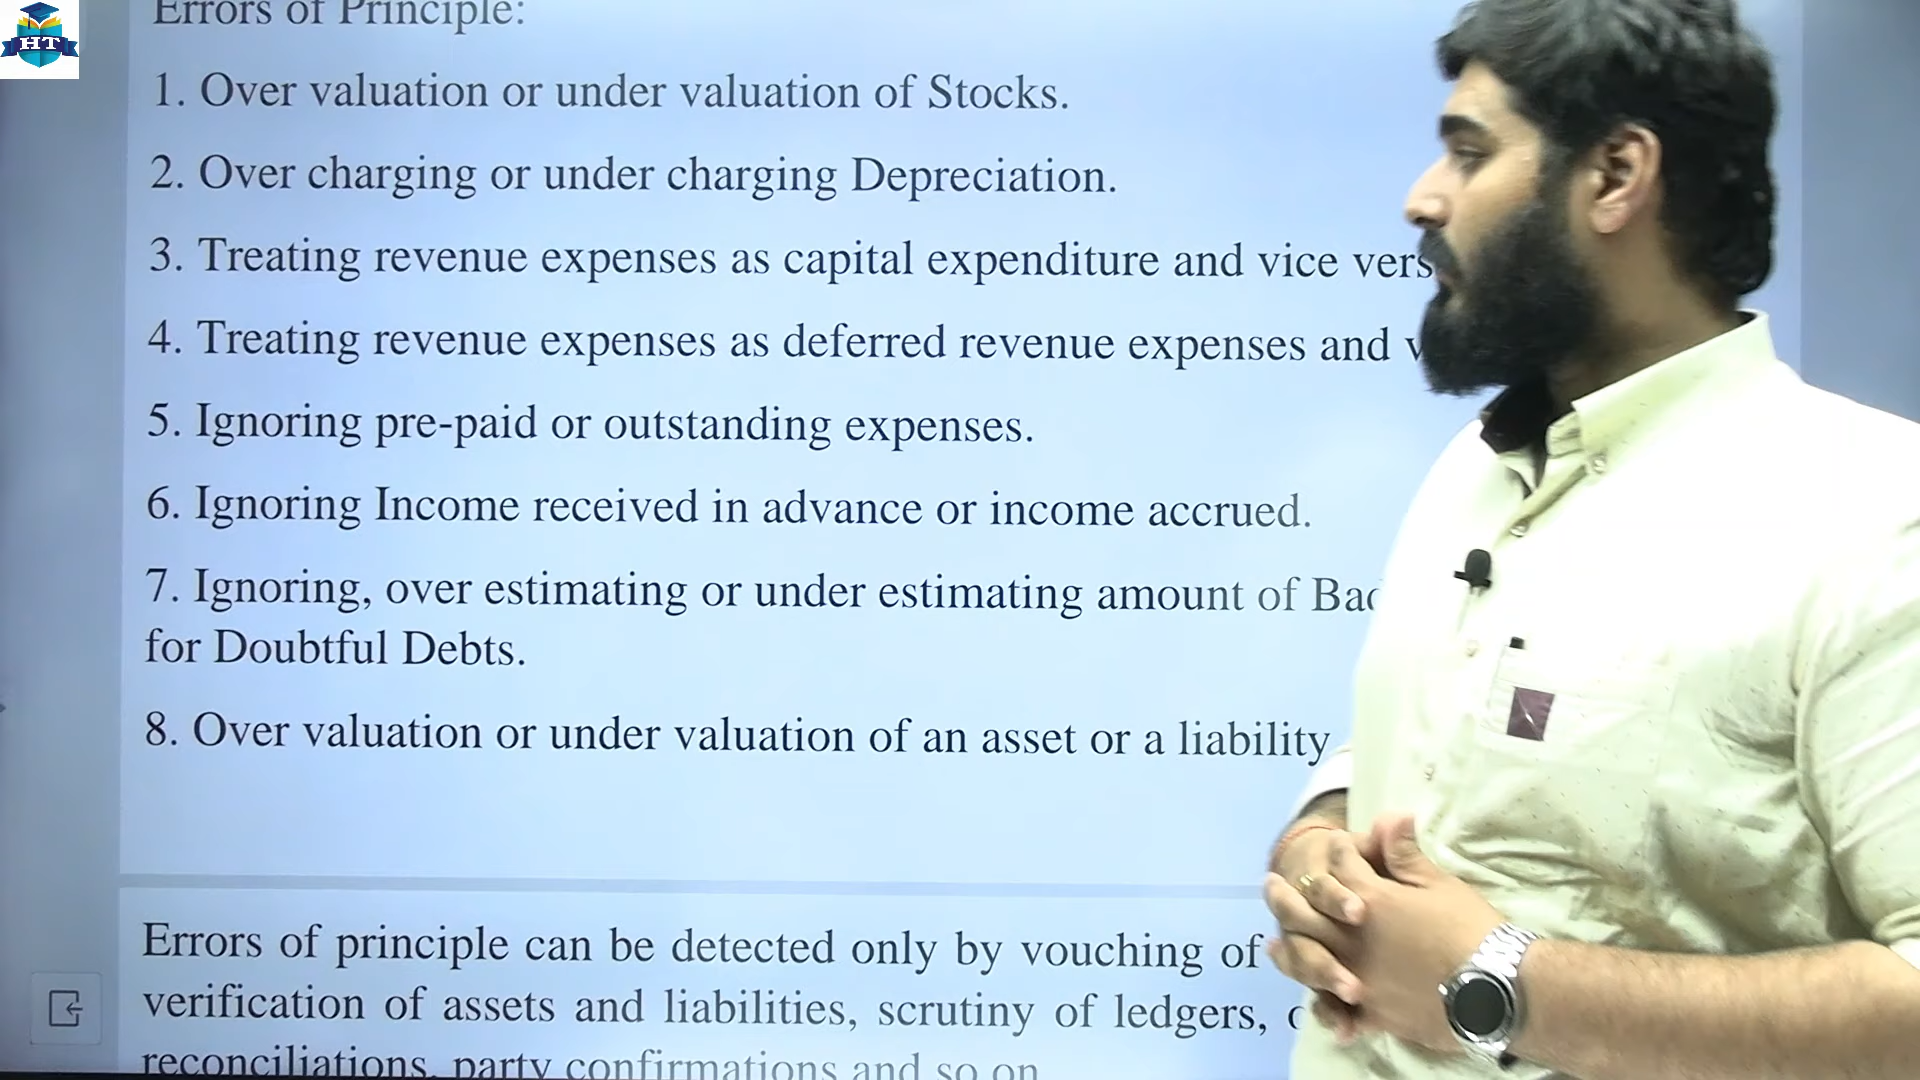 HT
Errors of Principle:
1. Over valuation or under valuation of Stocks.
2. Over charging or under charging Depreciation.
3. Treating revenue expenses as capital expenditure and vice vers
4. Treating revenue expenses as deferred revenue expenses and
5. Ignoring pre-paid or outstanding expenses.
6. Ignoring Income received in advance or income accrued.
7. Ignoring, over estimating or under estimating amount of
for Doubtful Debts.
8. Over valuation or under valuation of an asset or a liability
Errors of principle can be detected only by vouching of
verification of assets and liabilities, scrutiny of ledgers,
reconciliations, party confirmations and so on